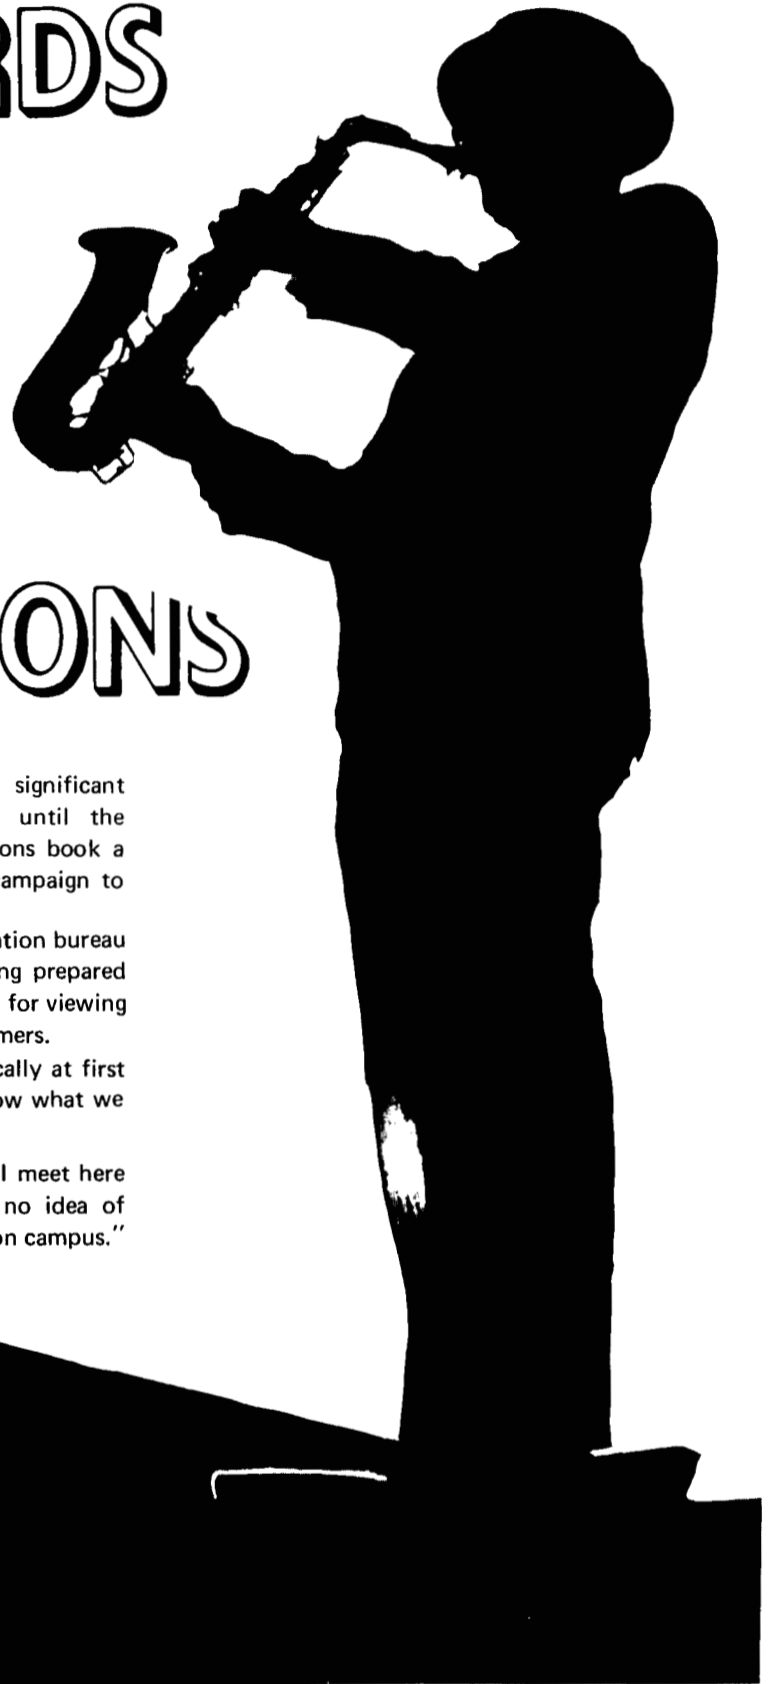 RDS
ONS
significant
until the
ons book a
ampaign to
tion bureau
ng prepared
for viewing
mers.
cally at first
ow what we
l meet here
no idea of
on campus."